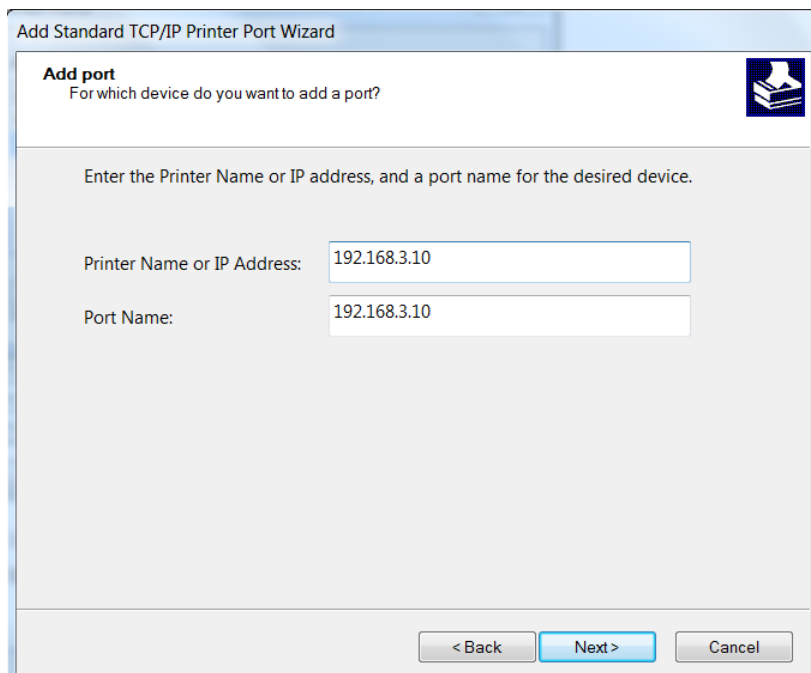 Add Standard TCP/IP Printer Port Wizard
Add port
For which device do you want to add a port?
Enter the Printer Name or IP address, and a port name for the desired device.
Printer Name or IP Address: 192.168.3.10
Port Name: 192.168.3.10
< Back Next > Cancel